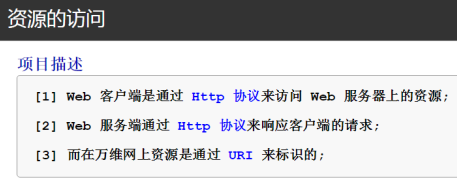 资源的访问
项目描述
[1] Web 客户端是通过 Http 协议来访问 Web 服务器上的资源;
[2] Web 服务端通过 Http 协议来响应客户端的请求;
[3] 而在万维网上资源是通过 URI 来标识的;